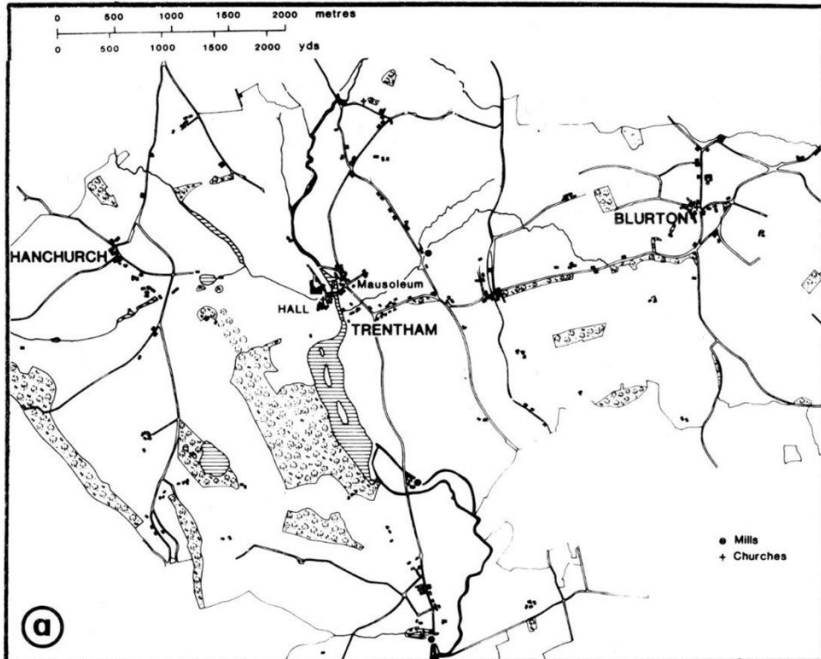 0 500 1000 1500 2000 metres
0 500 1000 1500 2000
yds
HANCHURCH
BLURTON
Mausoleum
HALL
TRENTHAM
Mills
Churches
a